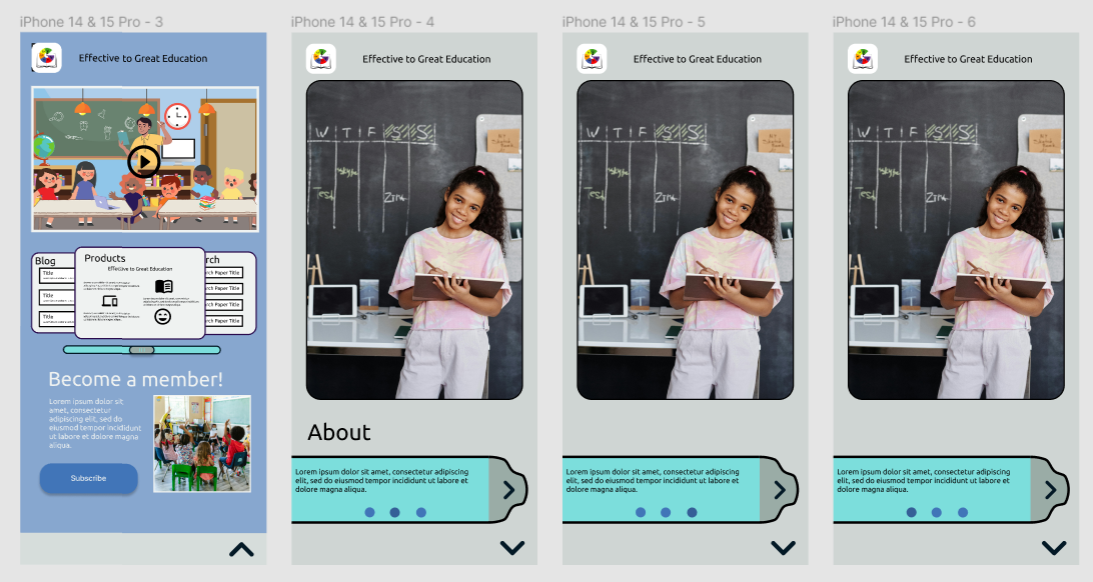 iPhone 14 & 15 Pro - 3
Effective to Great Education
Blog
Title
Title
Title
Products
Effective to Great Education
rch
rch Paper Title
rch Paper Title
rch Paper Title
rch Paper Title
Become a member!
Lorem ipsum dolor sit
amet, consectetur
adipiscing elit, sed do
eiusmod tempor incididunt
ut labore et dolore magna
aliqua.
Subscribe
iPhone 14 & 15 Pro - 4
Effective to Great Education
W T F S S
Zinc
About
Lorem ipsum dolor sit amet, consectetur adipiscing
elit, sed do eiusmod tempor incididunt ut labore et
dolore magna aliqua.
iPhone 14 & 15 Pro - 5
Effective to Great Education
W T F S S
Zinc
Lorem ipsum dolor sit amet, consectetur adipiscing
elit, sed do eiusmod tempor incididunt ut labore et
dolore magna aliqua.
iPhone 14 & 15 Pro - 6
Effective to Great Education
W T F S S
Zinc
Lorem ipsum dolor sit amet, consectetur adipiscing
elit, sed do eiusmod tempor incididunt ut labore et
dolore magna aliqua.